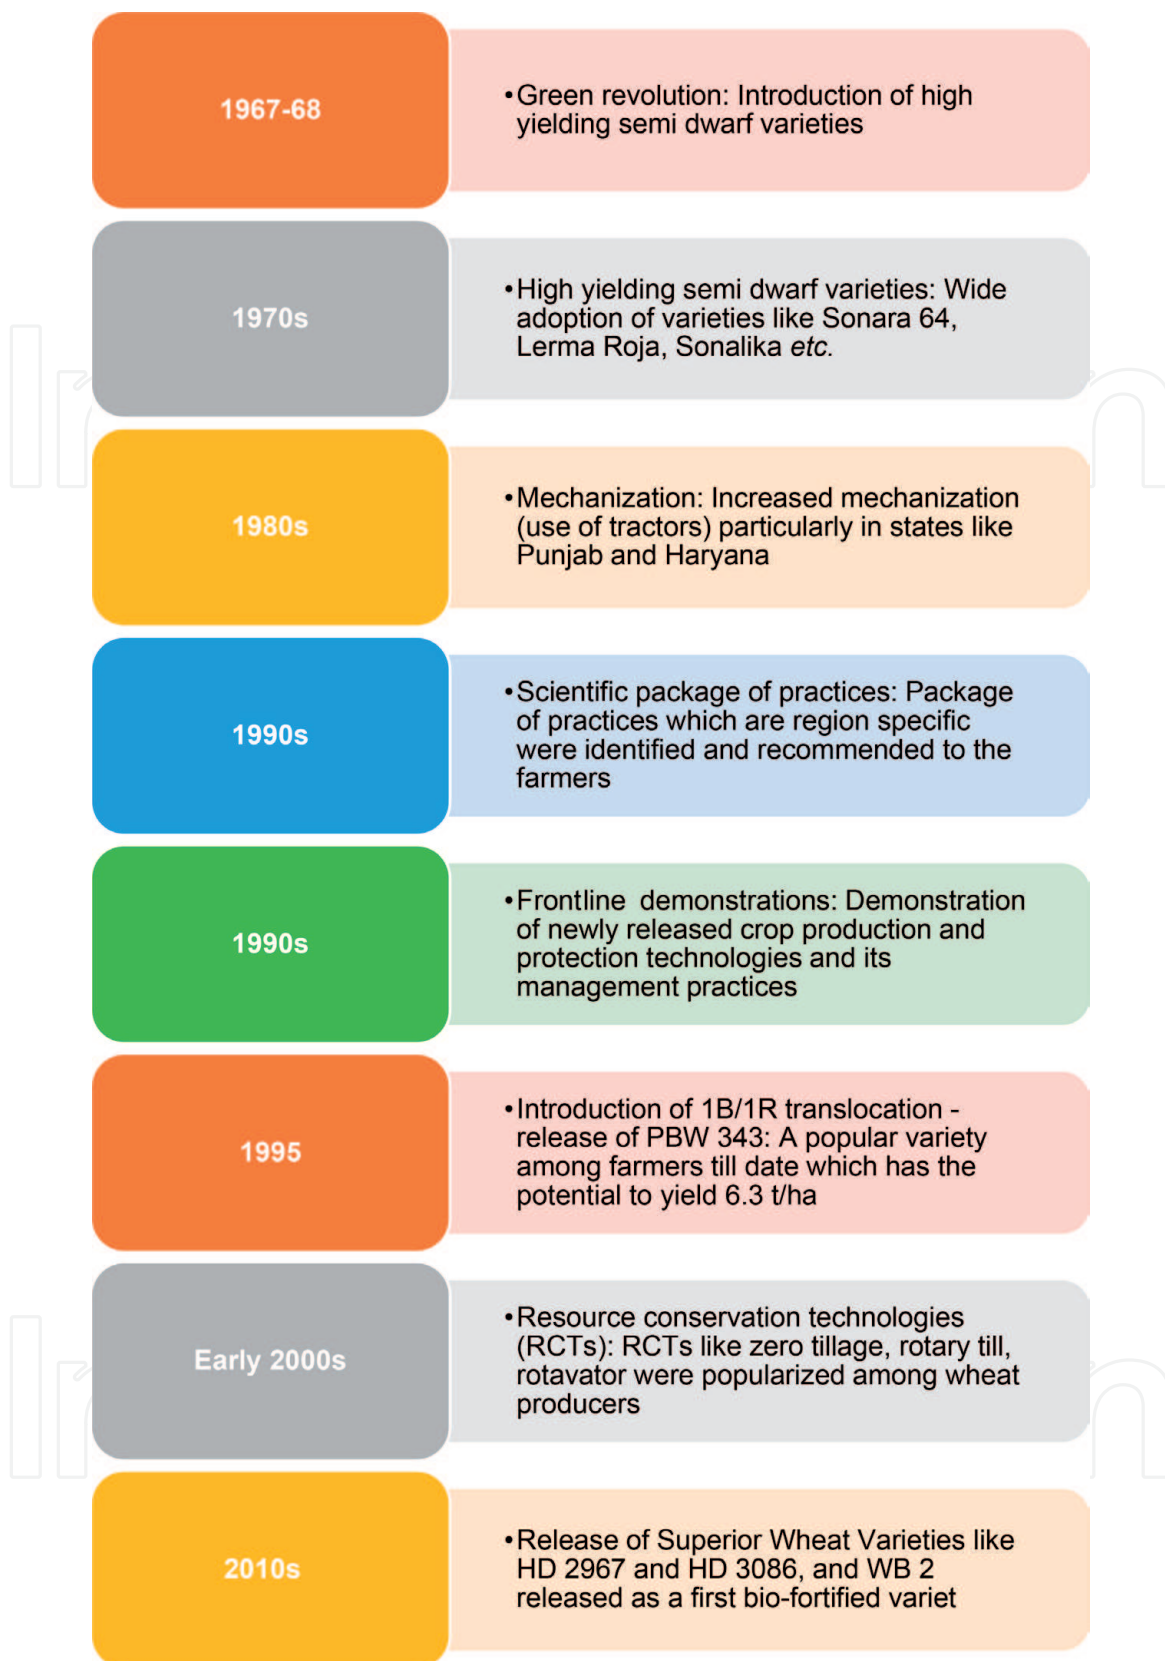 1967-68
•Green revolution: Introduction of high
yielding semi dwarf varieties
1970s
•High yielding semi dwarf varieties: Wide
adoption of varieties like Sonara 64,
Lerma Roja, Sonalika etc.
1980s
•Mechanization: Increased mechanization
(use of tractors) particularly in states like
Punjab and Haryana
1990s
•Scientific package of practices: Package
of practices which are region specific
were identified and recommended to the
farmers
1990s
•Frontline demonstrations: Demonstration
of newly released crop production and
protection technologies and its
management practices
1995
•Introduction of 1B/1R translocation -
release of PBW 343: A popular variety
among farmers till date which has the
potential to yield 6.3 t/ha
Early 2000s
•Resource conservation technologies
(RCTs): RCTs like zero tillage, rotary till,
rotavator were popularized among wheat
producers
2010s
•Release of Superior Wheat Varieties like
HD 2967 and HD 3086, and WB 2
released as a first bio-fortified variet